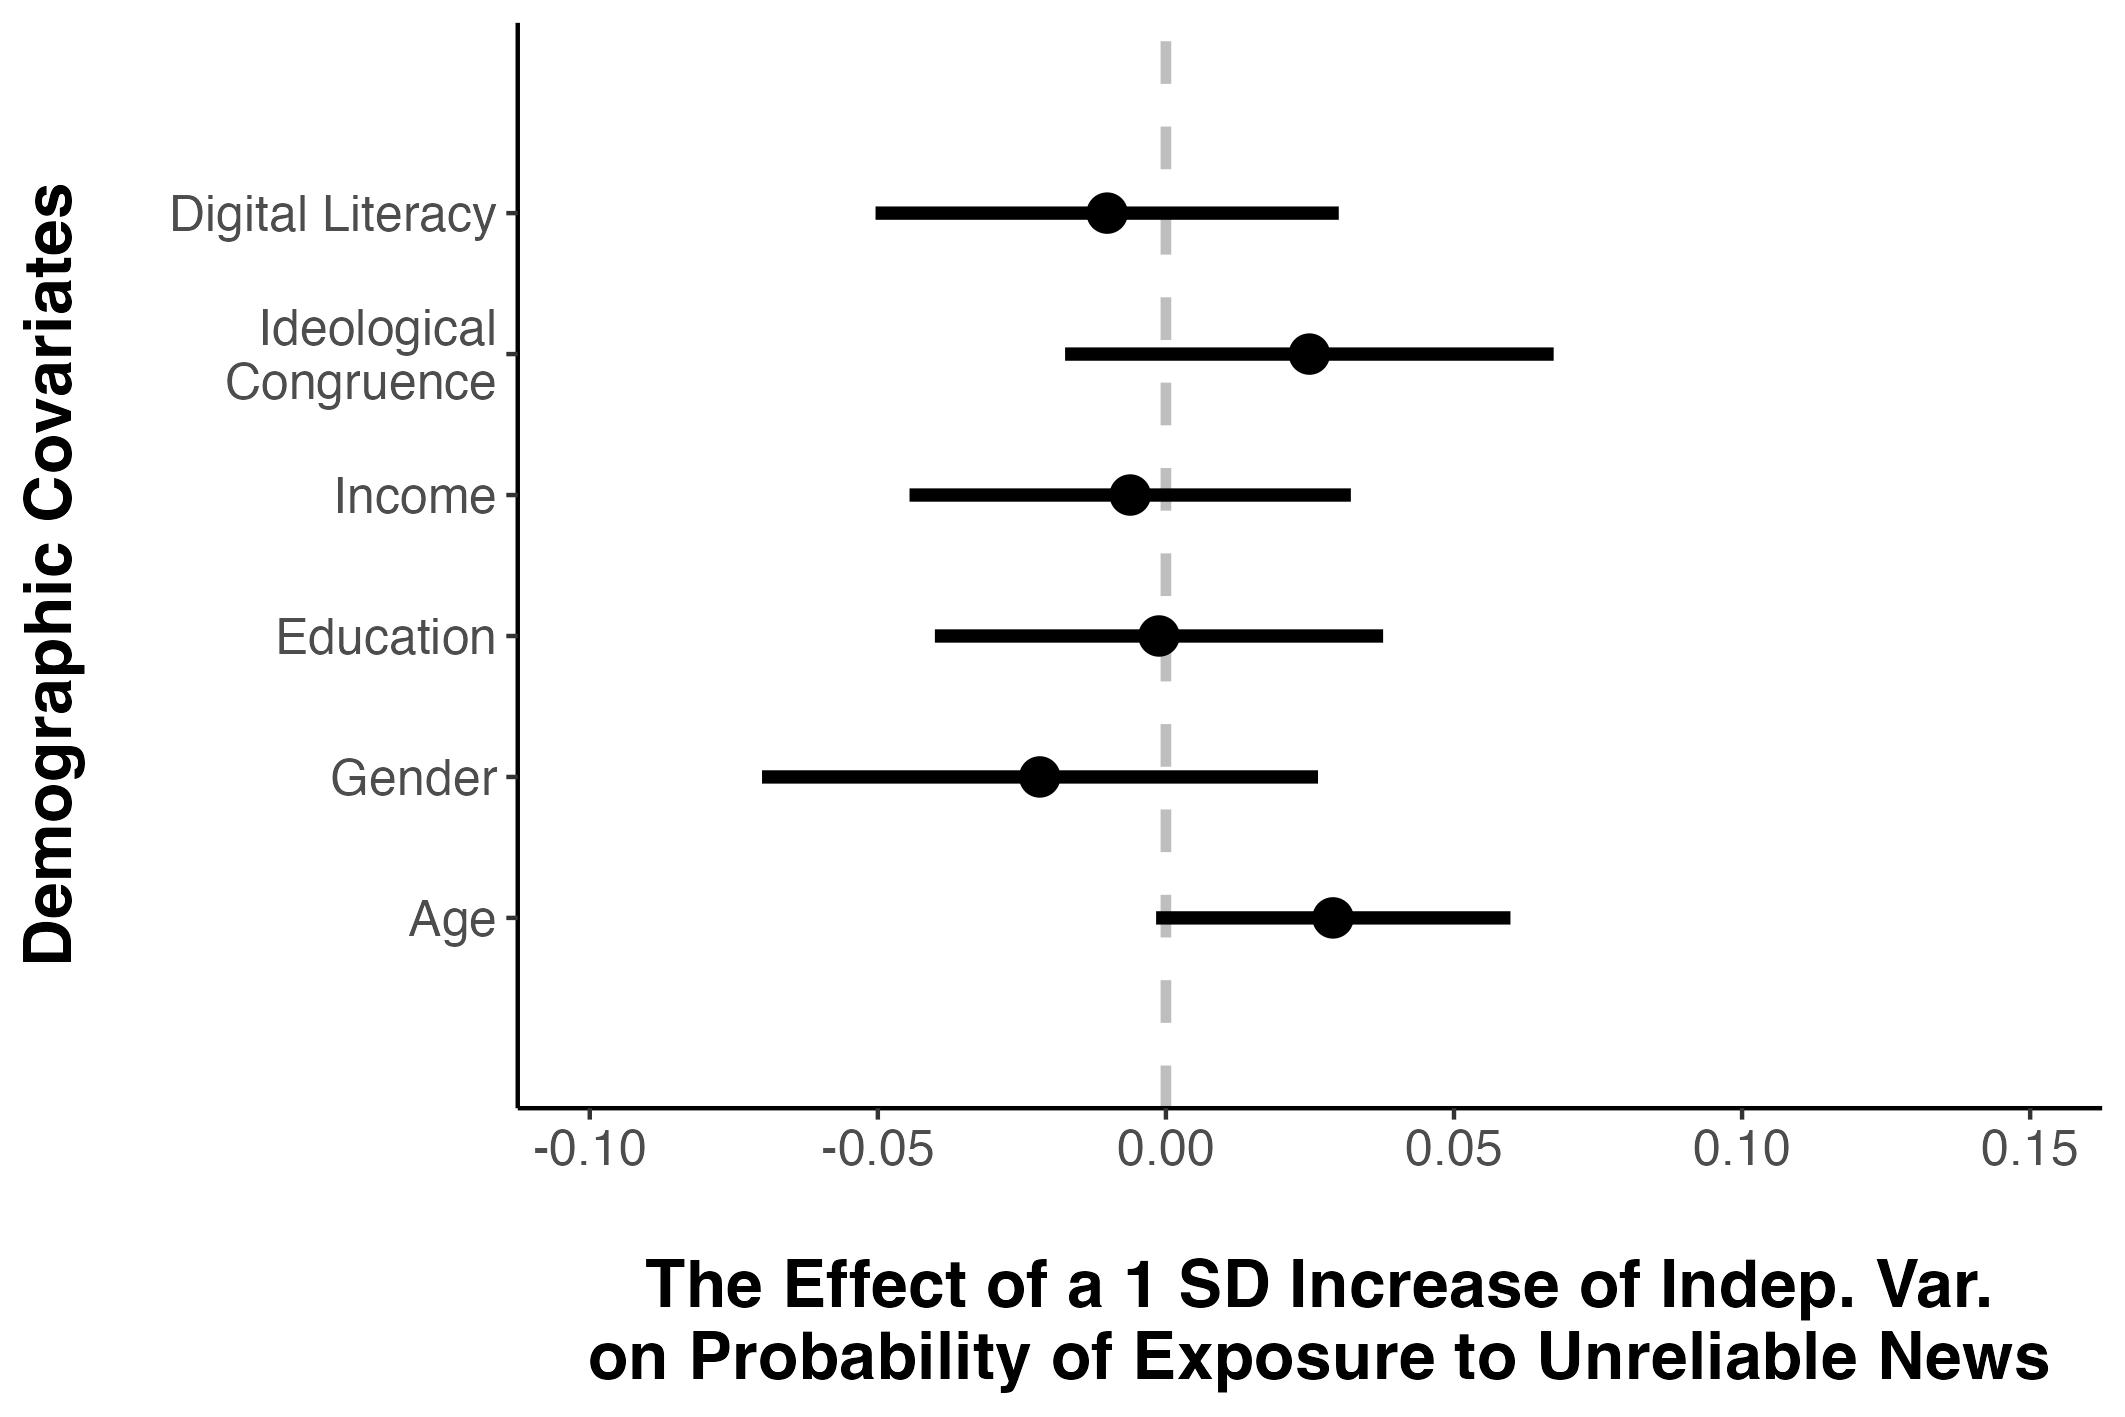 Demographic Covariates
Digital Literacy
Ideological
Congruence
Income
Education
Gender
Age
-0.10 -0.05 0.00 0.05 0.10 0.15
The Effect of a 1 SD Increase of Indep. Var.
on Probability of Exposure to Unreliable News